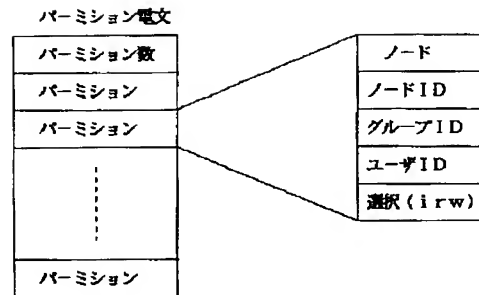 パーミション電文
パーミション数
パーミション
パーミション
パーミション
ノード
ノードID
グループID
ユーザID
選択(irw)